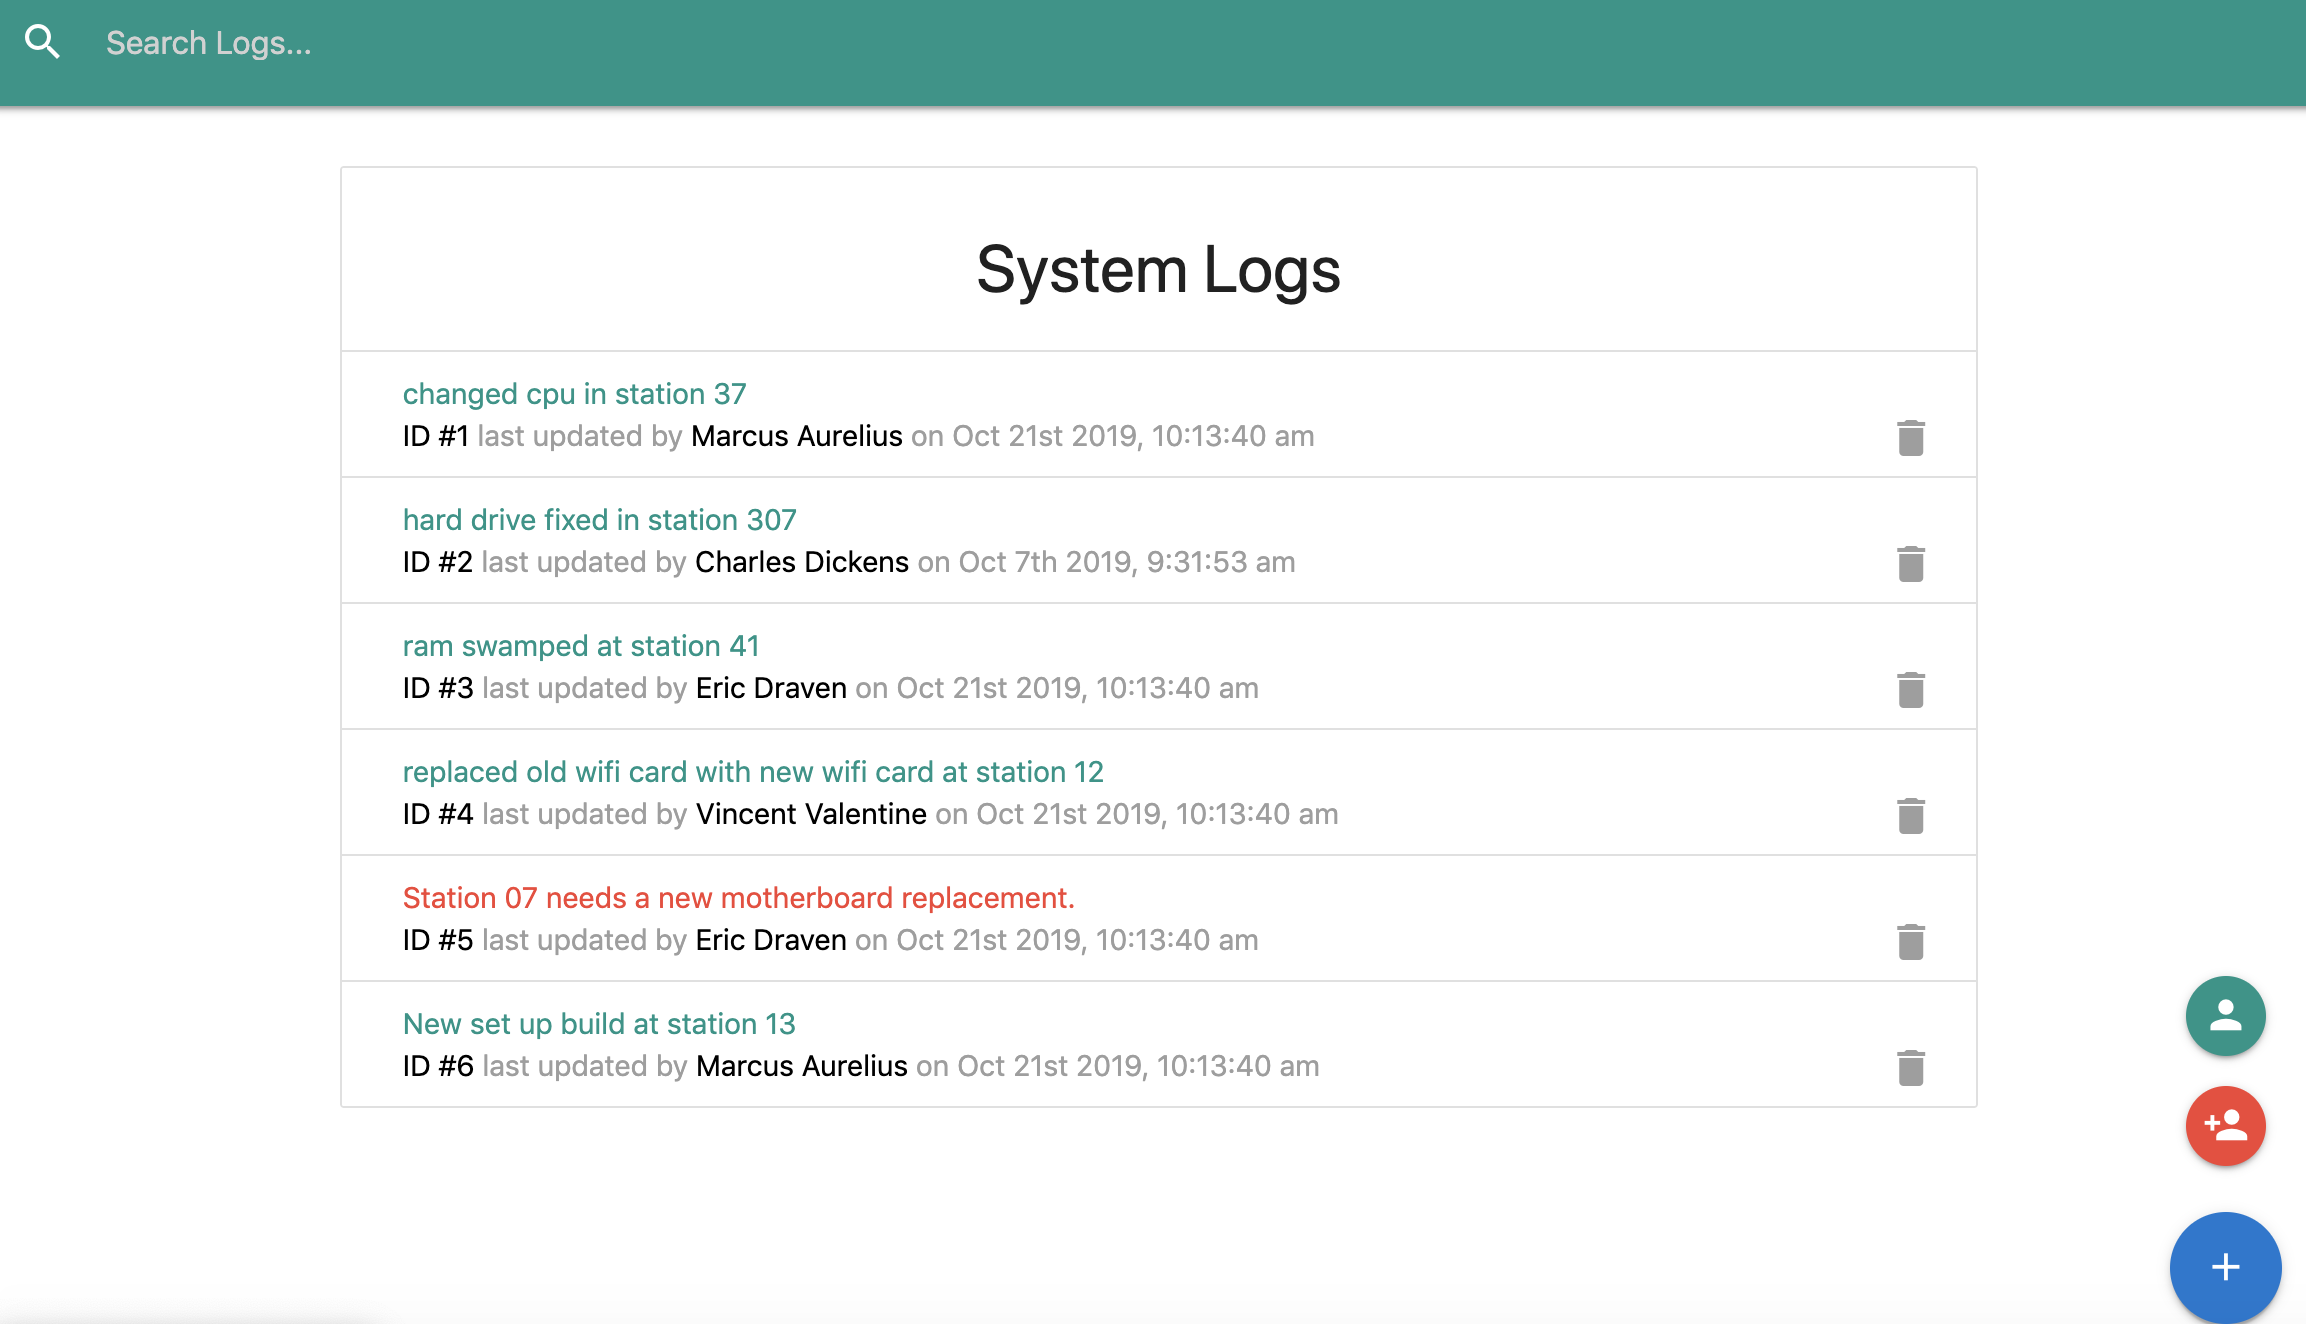 Search Logs...
System Logs
changed cpu in station 37
ID #1 last updated by Marcus Aurelius on Oct 21st 2019, 10:13:40 am
hard drive fixed in station 307
ID #2 last updated by Charles Dickens on Oct 7th 2019, 9:31:53 am
ram swamped at station 41
ID #3 last updated by Eric Draven on Oct 21st 2019, 10:13:40 am
replaced old wifi card with new wifi card at station 12
ID #4 last updated by Vincent Valentine on Oct 21st 2019, 10:13:40 am
Station 07 needs a new motherboard replacement.
ID #5 last updated by Eric Draven on Oct 21st 2019, 10:13:40 am
New set up build at station 13
ID #6 last updated by Marcus Aurelius on Oct 21st 2019, 10:13:40 am